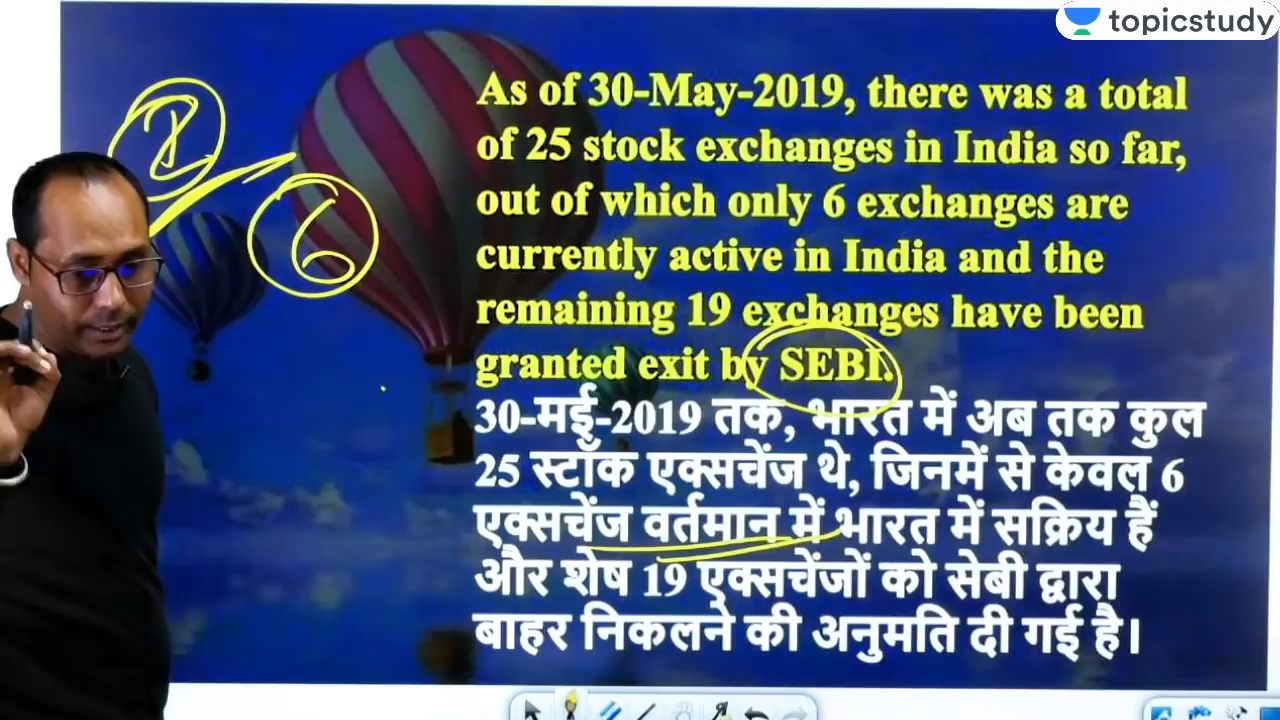 topicstudy
As of 30-May-2019, there was a total
of 25 stock exchanges in India so far,
out of which only 6 exchanges are
currently active in India and the
remaining 19 exchanges have been
granted exit by SEBI.
30-मई-2019 तक, भारत में अब तक कुल
25 स्टॉक एक्सचेंज थे, जिनमें से केवल 6
एक्सचेंज वर्तमान में भारत में सक्रिय हैं
और शेष 19 एक्सचेंजों को सेबी द्वारा
बाहर निकलने की अनुमति दी गई है।
6